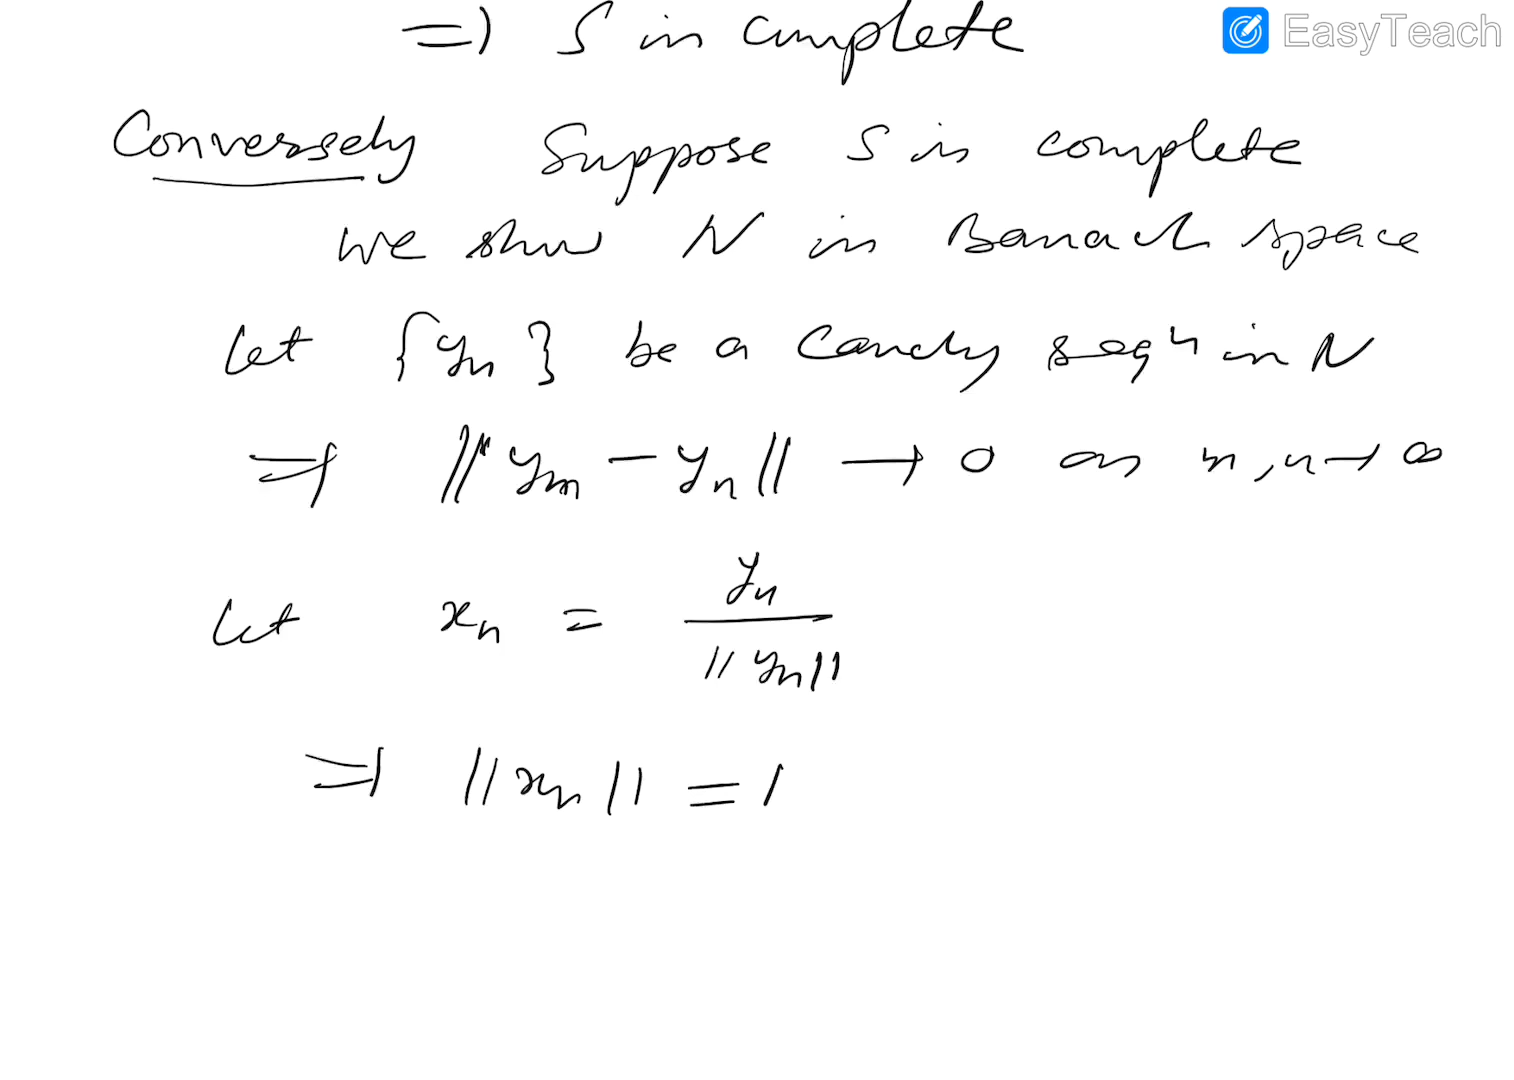 ⇒ S is complete
EasyTeach
Conversely Suppose S is complete
we show N is Banach space
Let {yn} be a Cauchy seqn in N
⇒ ||ym − yn|| → 0 as m, n → ∞
Let xn = yn / ||yn||
⇒ ||xn|| = 1